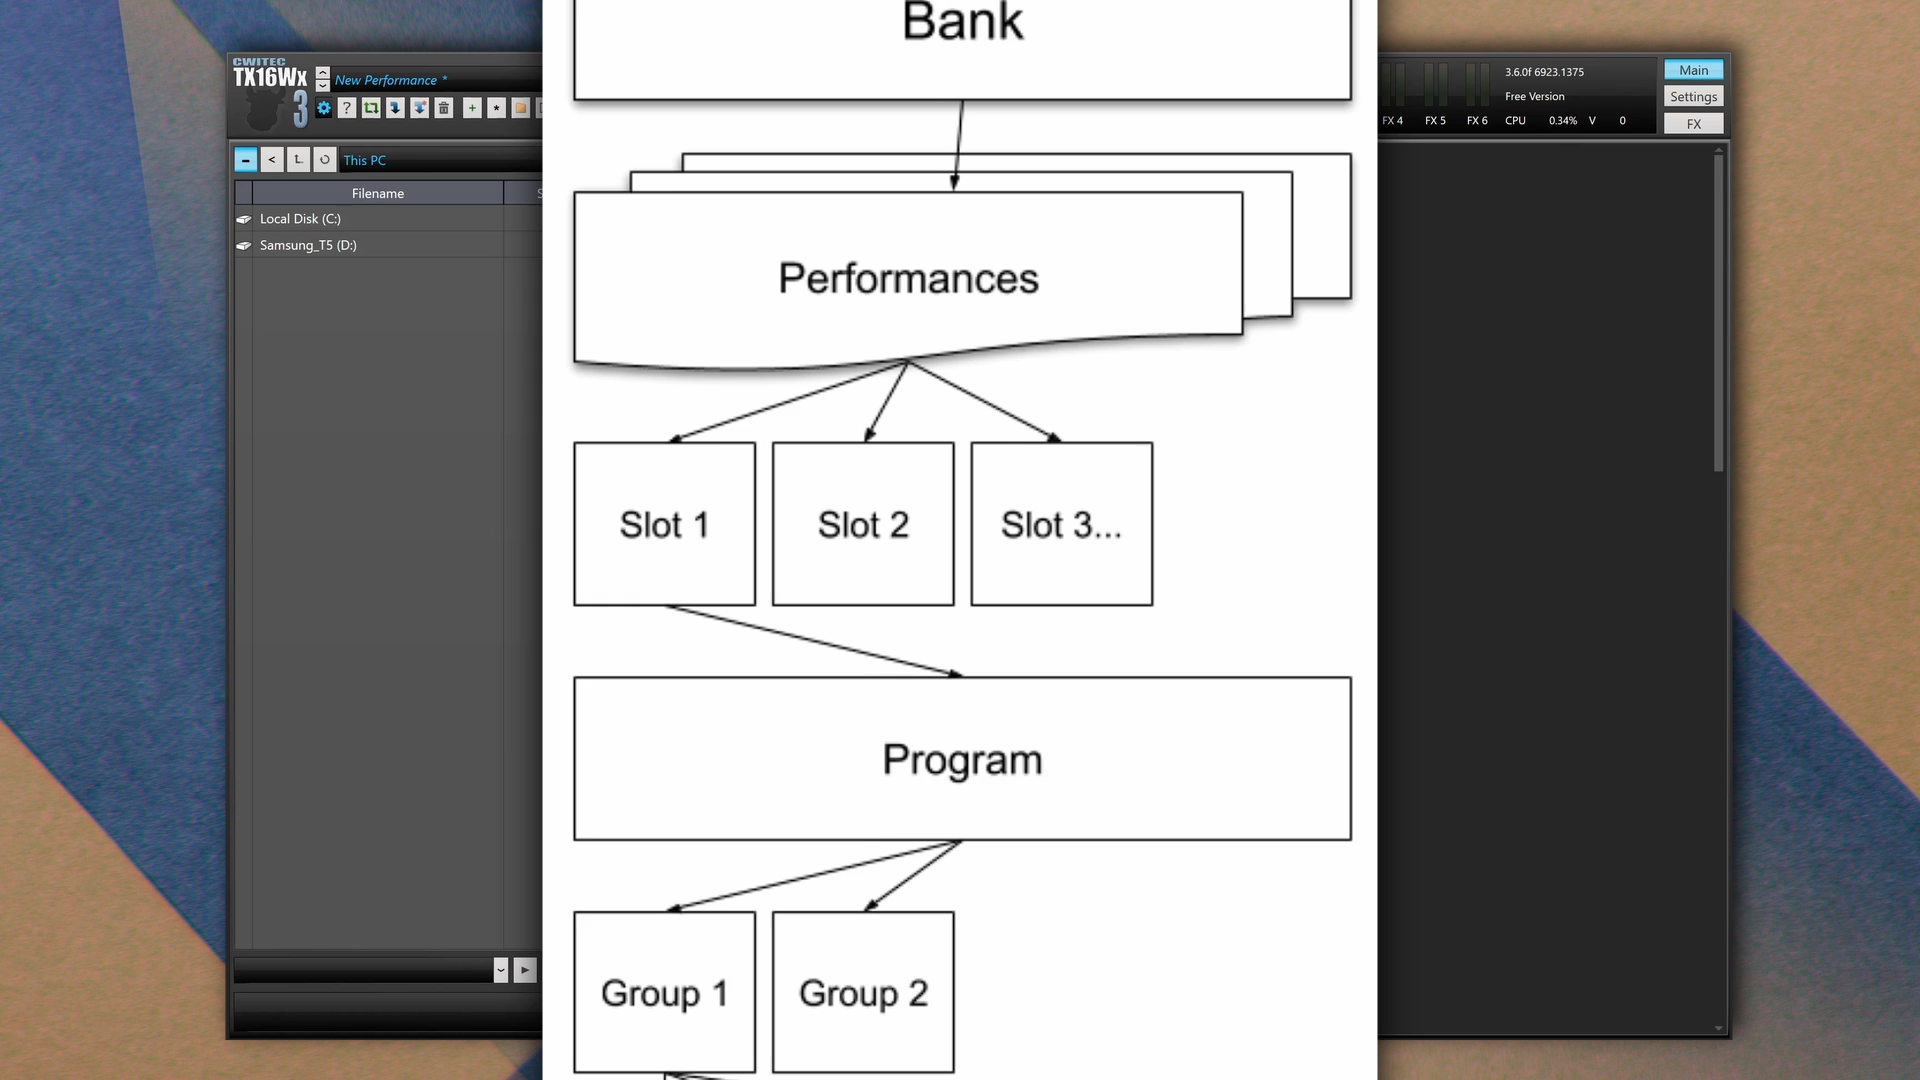 CWITEC
TX16Wx
3
New Performance *
?
+
*
3.6.0f 6923.1375
Free Version
FX 4
FX 5
FX 6
CPU
0.34%
V
0
Main
Settings
FX
-
<
This PC
Filename
S
Local Disk (C:)
Samsung_T5 (D:)
Bank
Performances
Slot 1
Slot 2
Slot 3...
Program
Group 1
Group 2